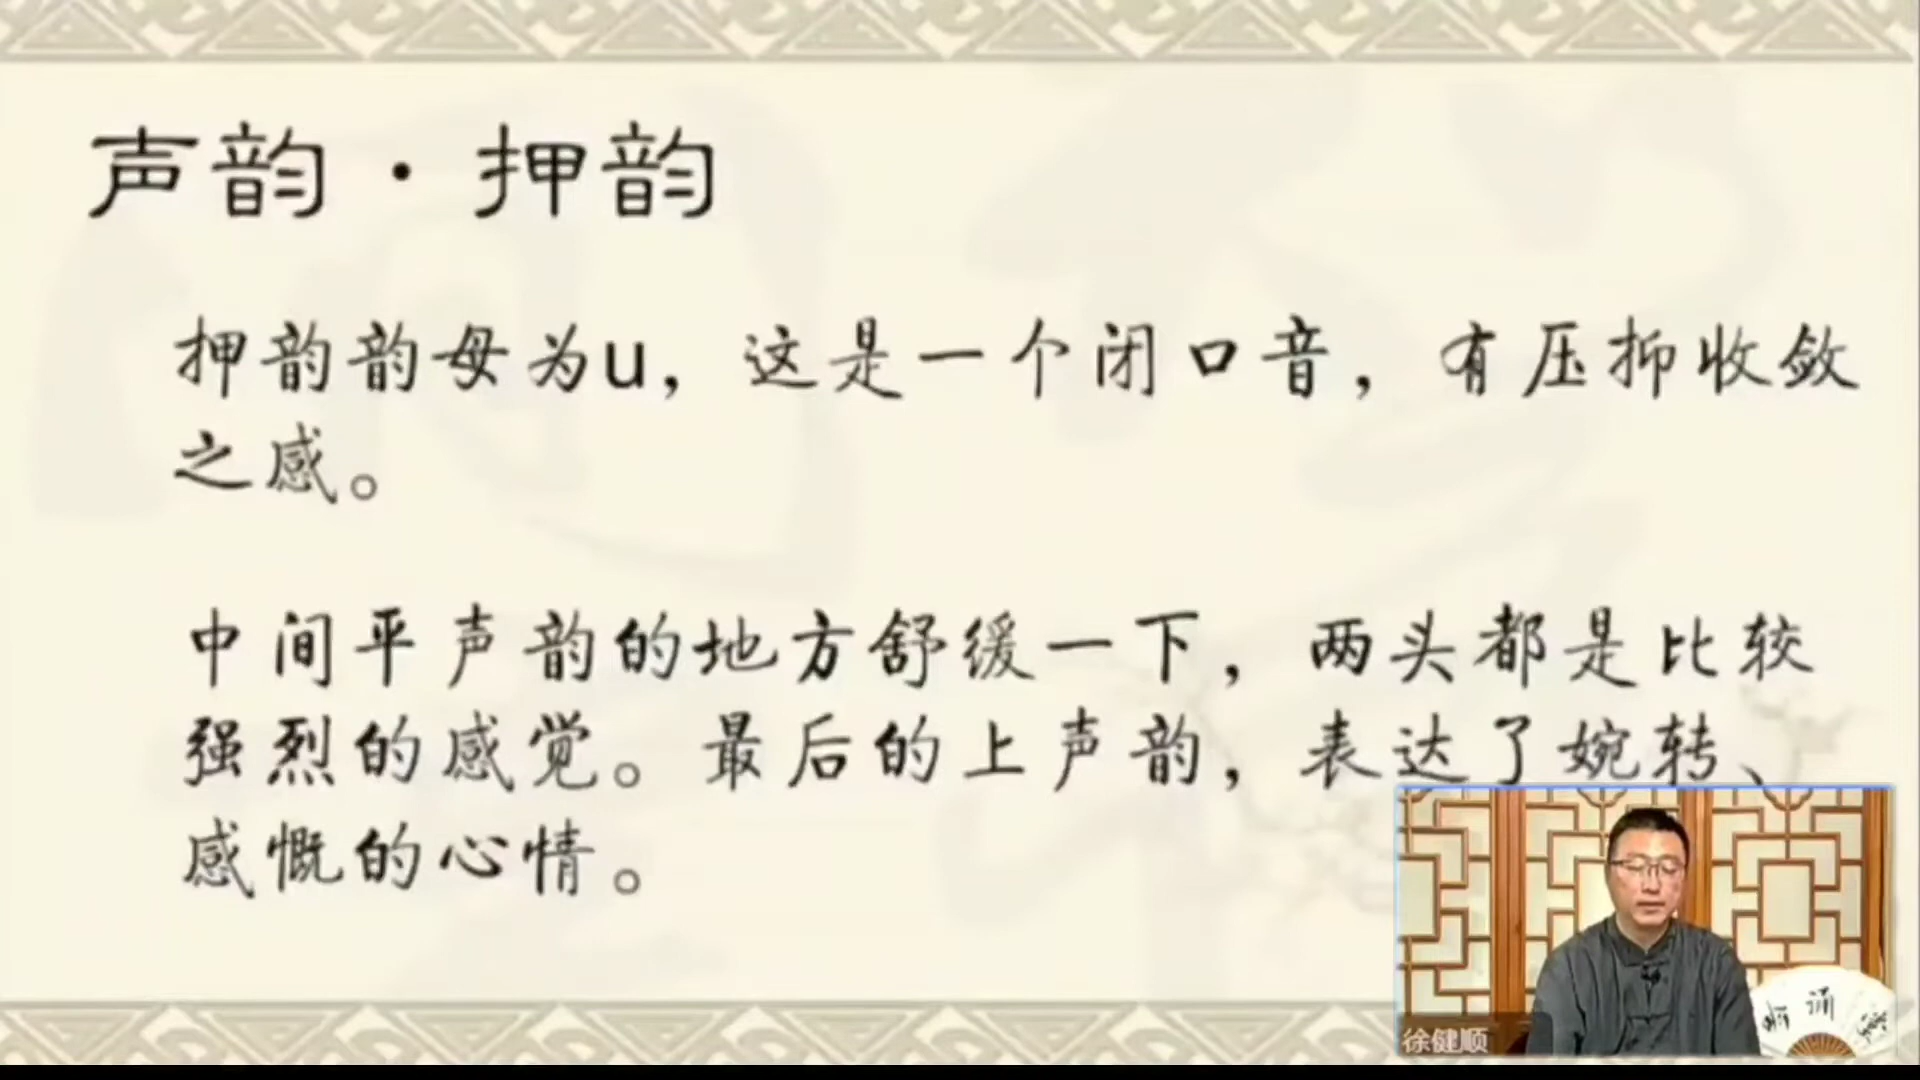 声韵·押韵
押韵韵母为u，这是一个闭口音，有压抑收敛
之感。
中间平声韵的地方舒缓一下，两头都是比较
强烈的感觉。最后的上声韵，表达了婉转、
感慨的心情。
徐健顺